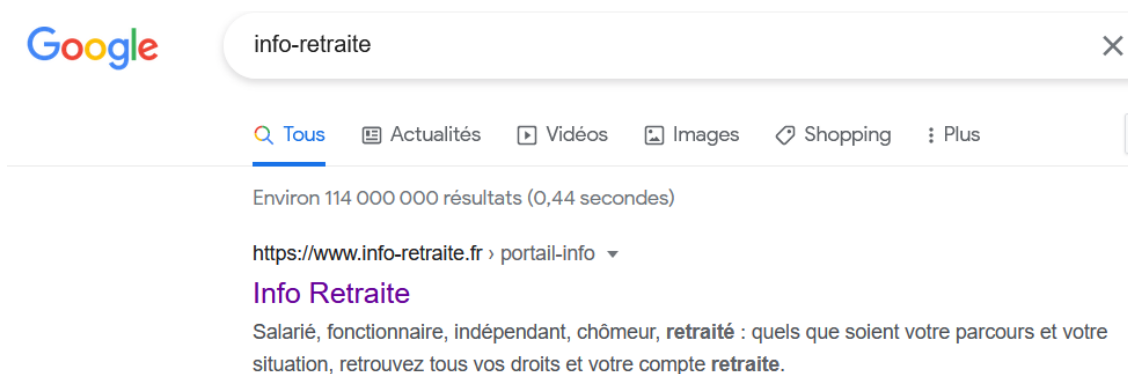 Google
info-retraite
Tous Actualités Vidéos Images Shopping Plus
Environ 114 000 000 résultats (0,44 secondes)
https://www.info-retraite.fr › portail-info
Info Retraite
Salarié, fonctionnaire, indépendant, chômeur, retraité : quels que soient votre parcours et votre
situation, retrouvez tous vos droits et votre compte retraite.